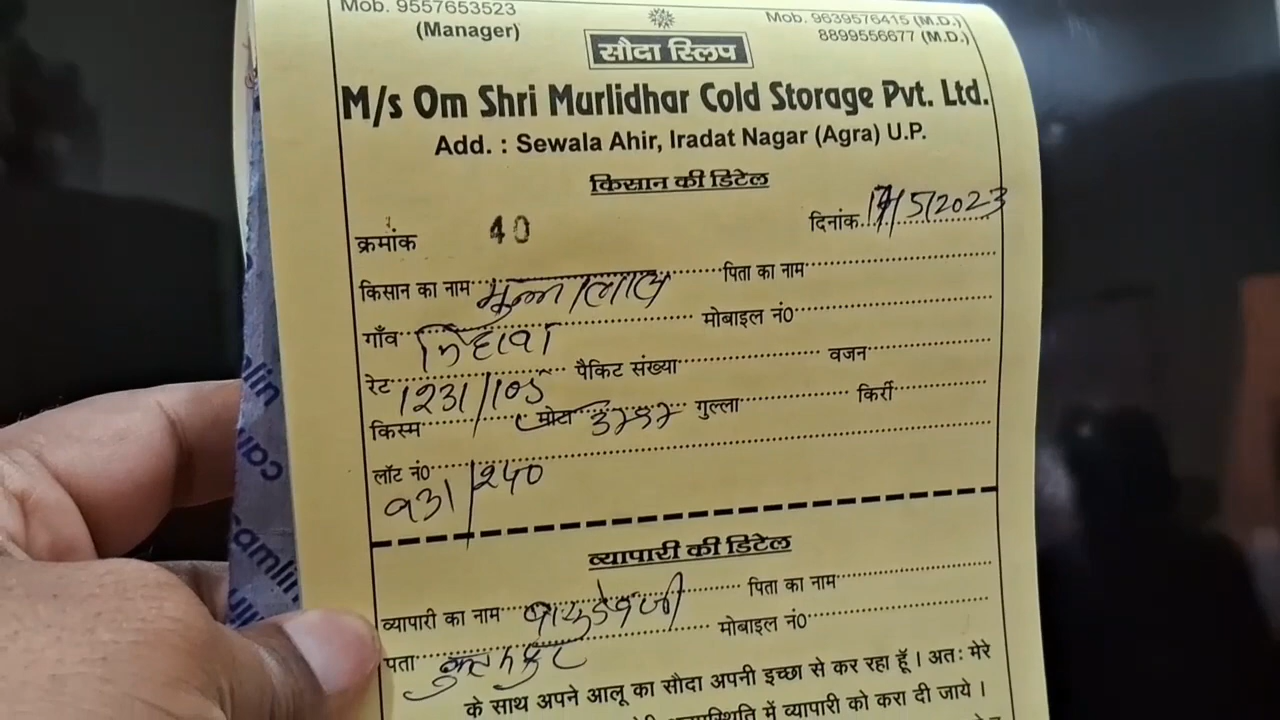 Mob. 9557653523
(Manager)
सौदा स्लिप
Mob. 9639576415 (M.D.)
8899556677 (M.D.)
M/s Om Shri Murlidhar Cold Storage Pvt. Ltd.
Add. : Sewala Ahir, Iradat Nagar (Agra) U.P.
किसान की डिटेल
क्रमांक 40 दिनांक /5/2023
किसान का नाम मुन्नालाल पिता का नाम
गाँव मोबाइल नं0
रेट 1231/105 पैकिट संख्या वजन
किस्म मोटा गुल्ला किर्री
लॉट नं0
931/240
व्यापारी की डिटेल
व्यापारी का नाम पिता का नाम
पता मोबाइल नं0
के साथ अपने आलू का सौदा अपनी इच्छा से कर रहा हूँ । अतः मेरे
में व्यापारी को करा दी जाये ।
camlin
camlin